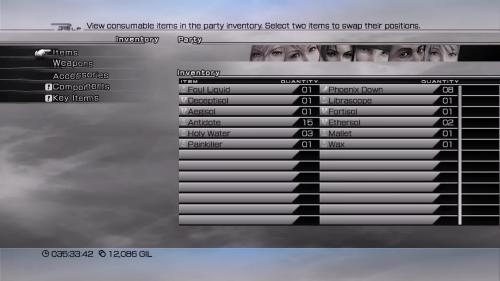 View consumable items in the party inventory. Select two items to swap their positions.
Inventory Party
Items
Weapons
Accessories
Components
Key Items
Inventory
ITEM QUANTITY QUANTITY
Foul Liquid 01 Phoenix Down 08
Deceptisol 01 Librascope 01
Aegisol 01 Fortisol 01
Antidote 15 Ethersol 02
Holy Water 03 Mallet 01
Painkiller 01 Wax 01
035:33:42 12,086 GIL